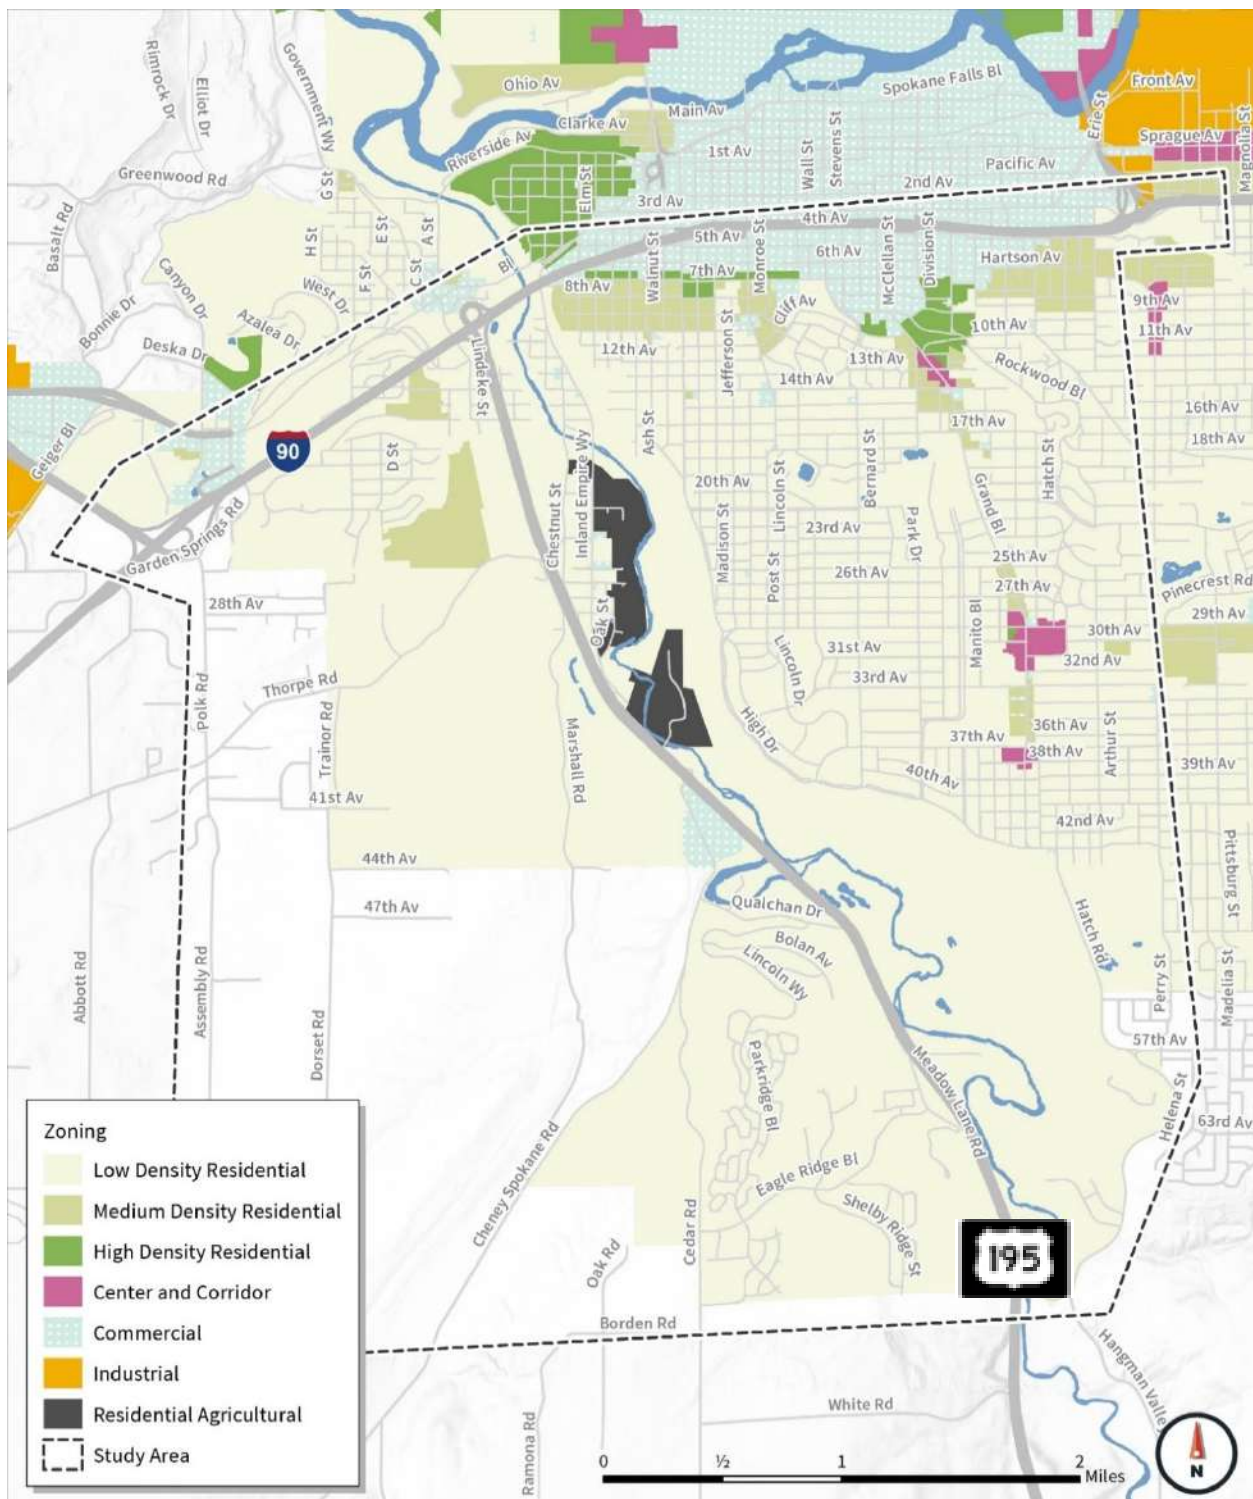 Rimrock Dr
Elliot Dr
Government Wy
Ohio Av
Spokane Falls Bl
Front Av
Main Av
Clarke Av
Riverside Av
1st Av
Wall St
Stevens St
Pacific Av
Erie St
Sprague Av
Magnolia St
Greenwood Rd
G St
Elm St
2nd Av
3rd Av
4th Av
Basalt Rd
H St
E St
A St
5th Av
6th Av
Walnut St
Monroe St
McClellan St
Division St
Hartson Av
Canyon Dr
F St
C St
Bl
7th Av
8th Av
9th Av
West Dr
Cliff Av
Bonnie Dr
Azalea Dr
10th Av
11th Av
Deska Dr
Lindeke St
12th Av
Jefferson St
13th Av
14th Av
Rockwood Bl
16th Av
17th Av
18th Av
Geiger Bl
90
D St
Ash St
Inland Empire Wy
Chestnut St
20th Av
Lincoln St
Bernard St
Grand Bl
Hatch St
Garden Springs Rd
Madison St
Post St
23rd Av
Park Dr
25th Av
26th Av
27th Av
Pinecrest Rd
28th Av
29th Av
Oak St
Manito Bl
30th Av
31st Av
32nd Av
33rd Av
Lincoln Dr
Thorpe Rd
Polk Rd
Trainor Rd
Marshall Rd
High Dr
36th Av
37th Av
38th Av
Arthur St
39th Av
40th Av
41st Av
42nd Av
44th Av
47th Av
Pittsburg St
Qualchan Dr
Bolan Av
Lincoln Wy
Hatch Rd
Perry St
Madelia St
Abbott Rd
Assembly Rd
Dorset Rd
57th Av
Parkridge Bl
Meadow Lane Rd
Helena St
63rd Av
Cheney Spokane Rd
Eagle Ridge Bl
Shelby Ridge St
Cedar Rd
Oak Rd
195
Borden Rd
Hangman Valley
White Rd
Ramona Rd
Zoning
Low Density Residential
Medium Density Residential
High Density Residential
Center and Corridor
Commercial
Industrial
Residential Agricultural
Study Area
0 ½ 1 2
Miles
N